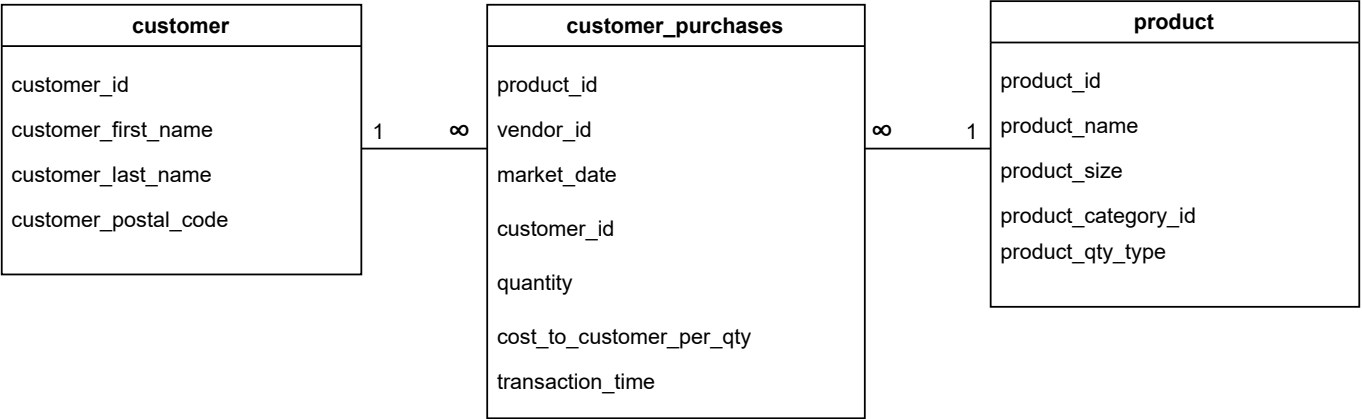 customer
customer_id
customer_first_name
customer_last_name
customer_postal_code
1
∞
customer_purchases
product_id
vendor_id
market_date
customer_id
quantity
cost_to_customer_per_qty
transaction_time
∞
1
product
product_id
product_name
product_size
product_category_id
product_qty_type